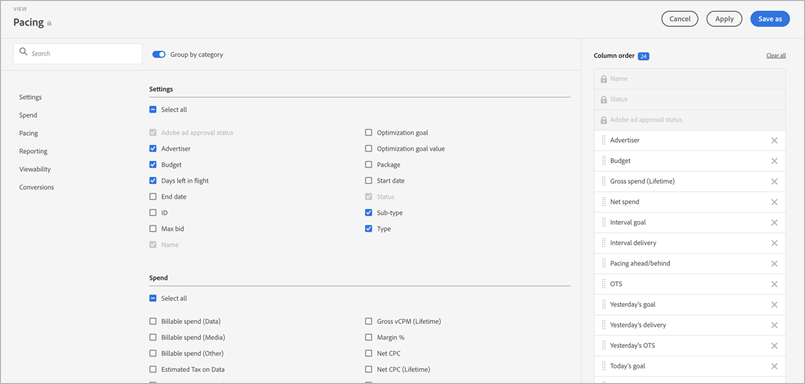 VIEW
Pacing
Cancel
Apply
Save as
Search
Group by category
Settings
Spend
Pacing
Reporting
Viewability
Conversions
Settings
Select all
Adobe ad approval status
Advertiser
Budget
Days left in flight
End date
ID
Max bid
Name
Optimization goal
Optimization goal value
Package
Start date
Status
Sub-type
Type
Spend
Select all
Billable spend (Data)
Billable spend (Media)
Billable spend (Other)
Estimated Tax on Data
Gross vCPM (Lifetime)
Margin %
Net CPC
Net CPC (Lifetime)
Column order 24
Clear all
Name
Status
Adobe ad approval status
Advertiser
Budget
Gross spend (Lifetime)
Net spend
Interval goal
Interval delivery
Pacing ahead/behind
OTS
Yesterday's goal
Yesterday's delivery
Yesterday's OTS
Today's goal